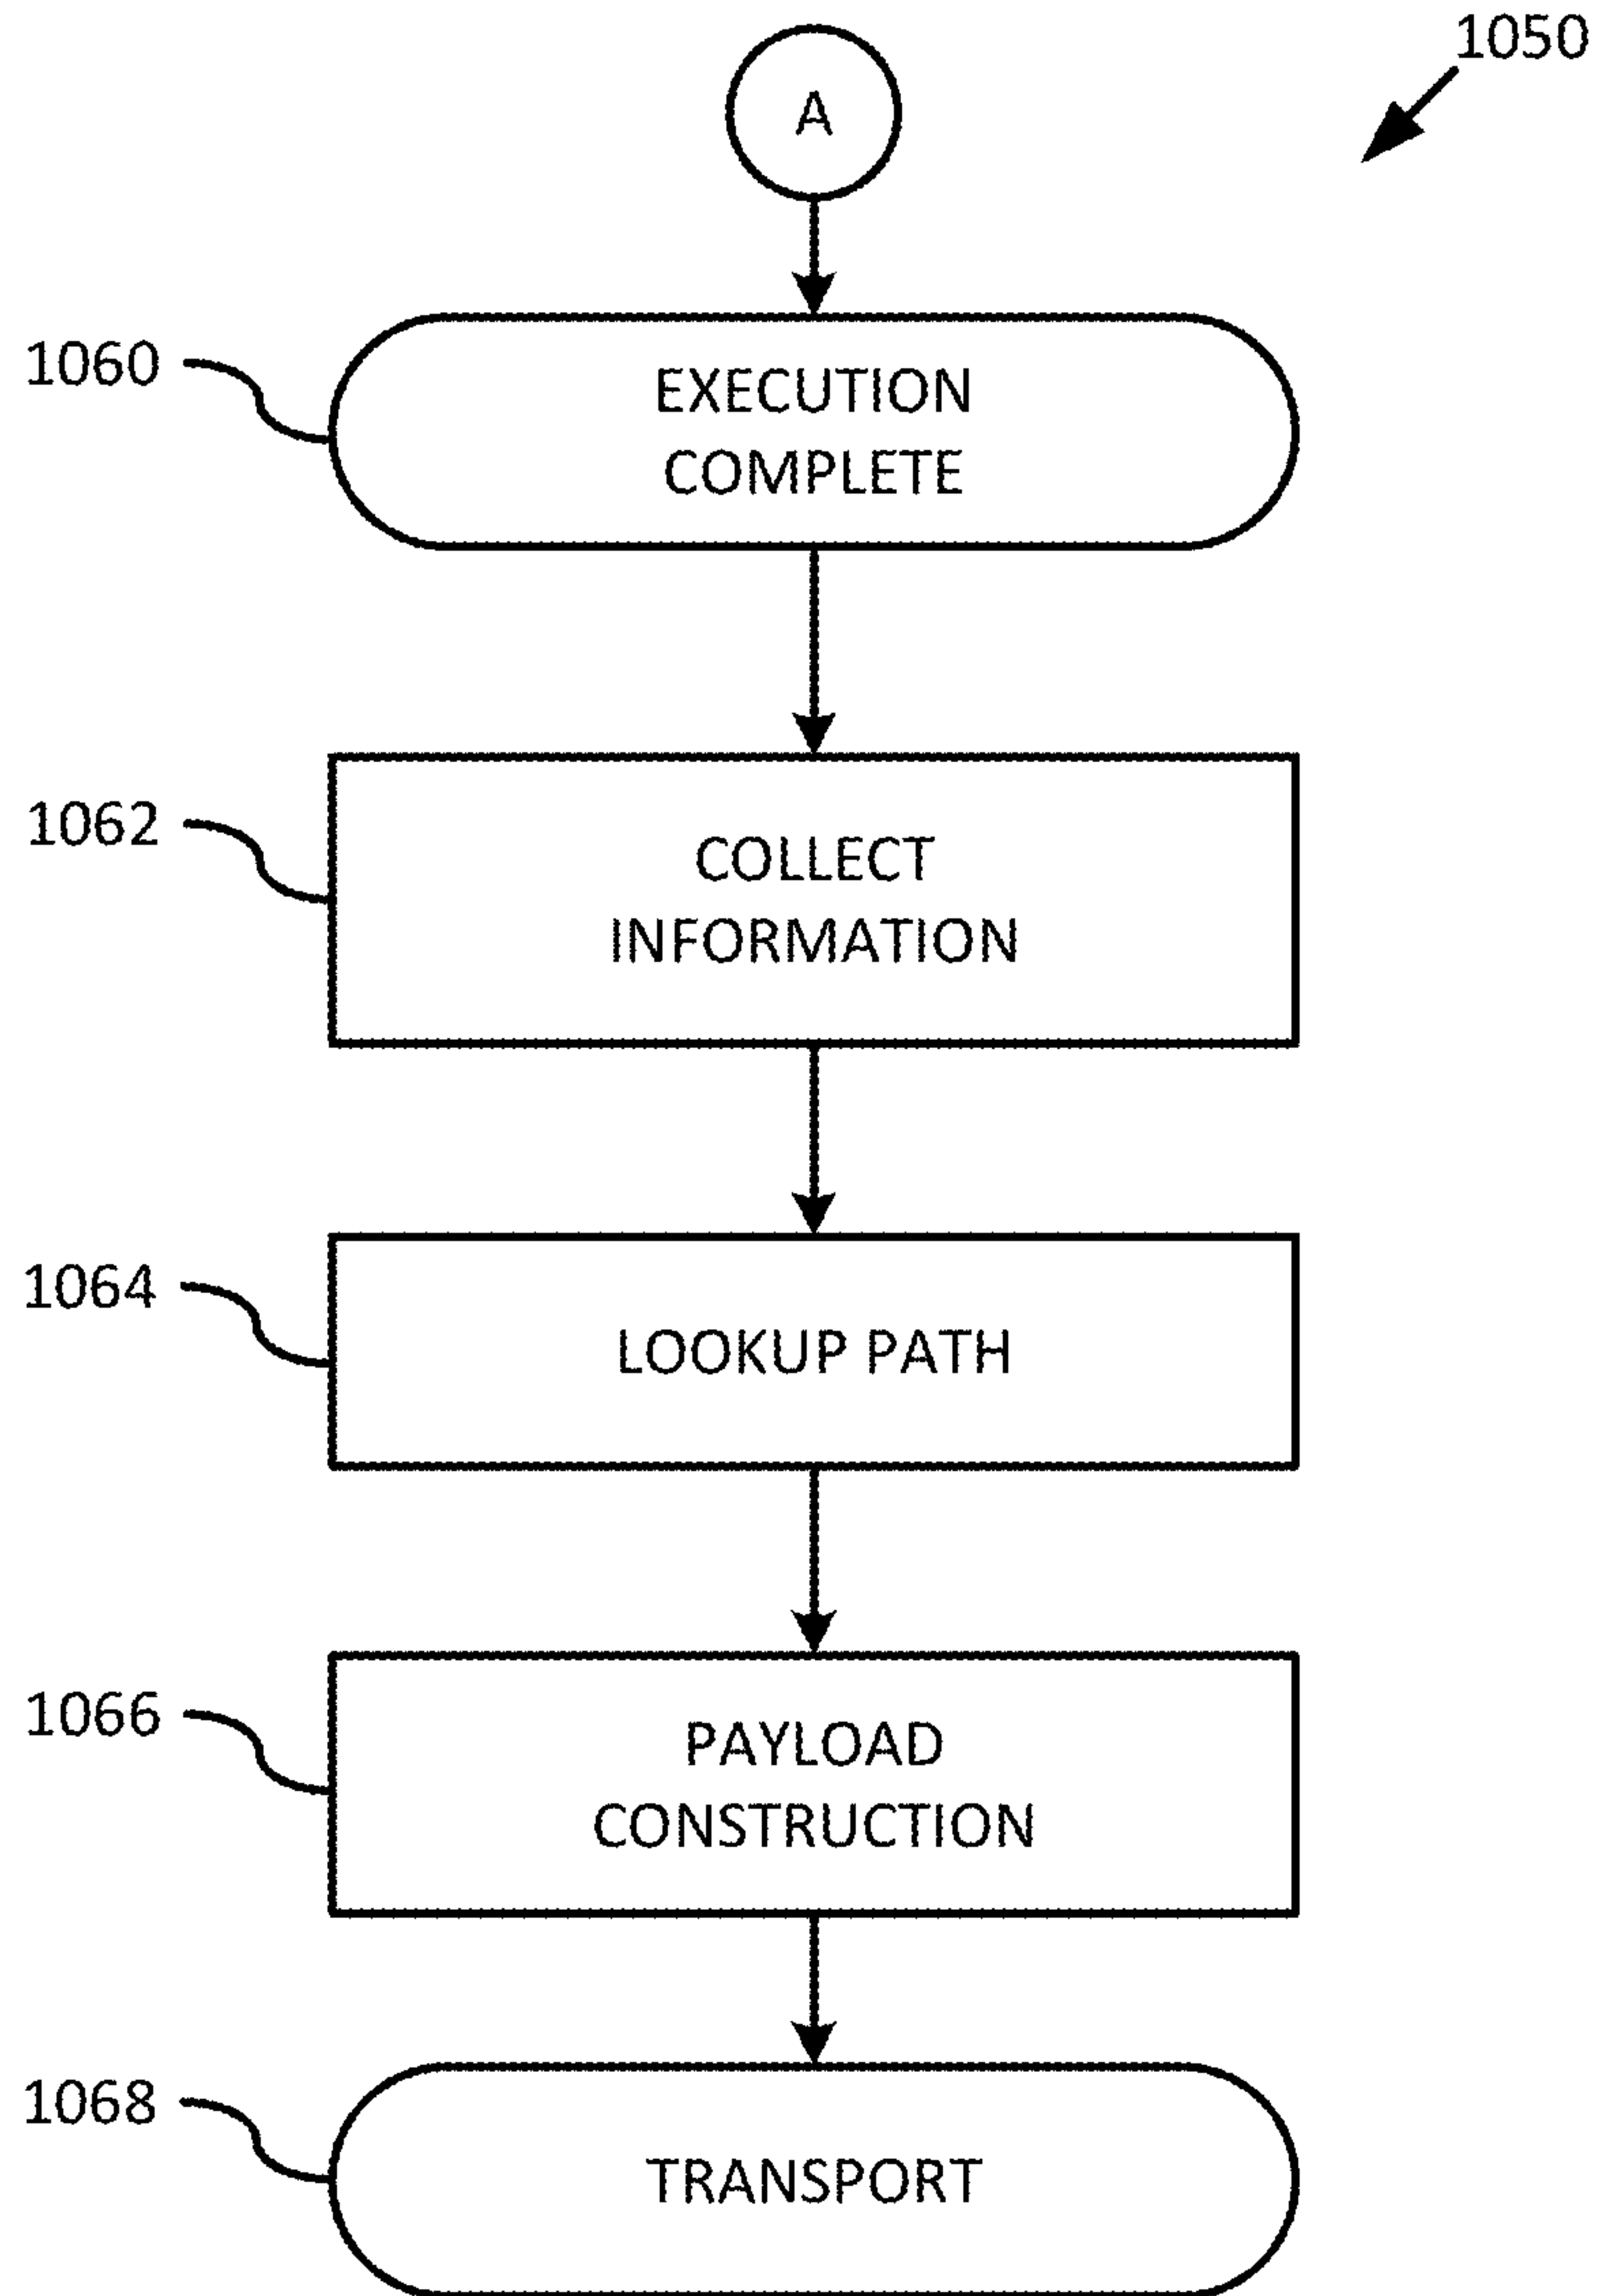 1050
A
1060
EXECUTION
COMPLETE
1062
COLLECT
INFORMATION
1064
LOOKUP PATH
1066
PAYLOAD
CONSTRUCTION
1068
TRANSPORT